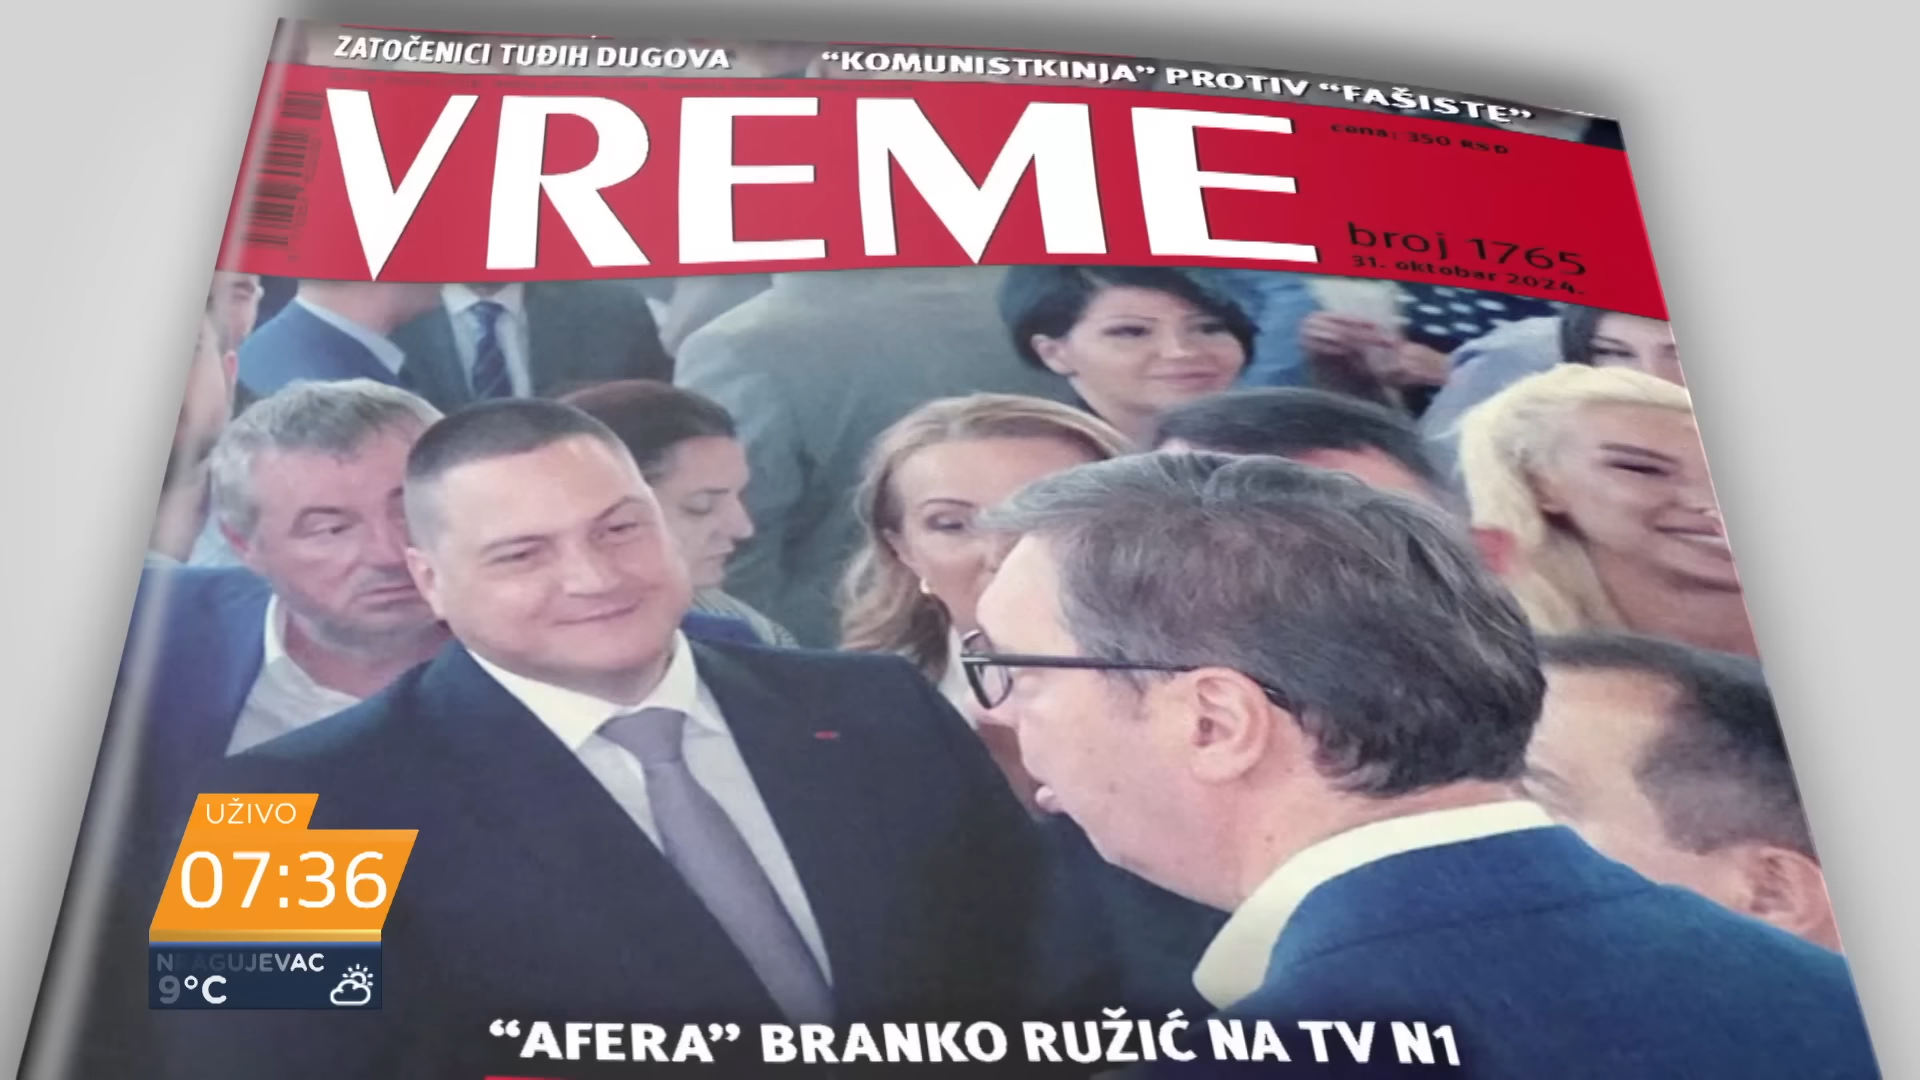 ZATOČENICI TUĐIH DUGOVA
“KOMUNISTKINJA” PROTIV “FAŠISTE”
VREME
cena: 350 RSD
broj 1765
31. oktobar 2024.
UŽIVO
07:36
9°C
“AFERA” BRANKO RUŽIĆ NA TV N1